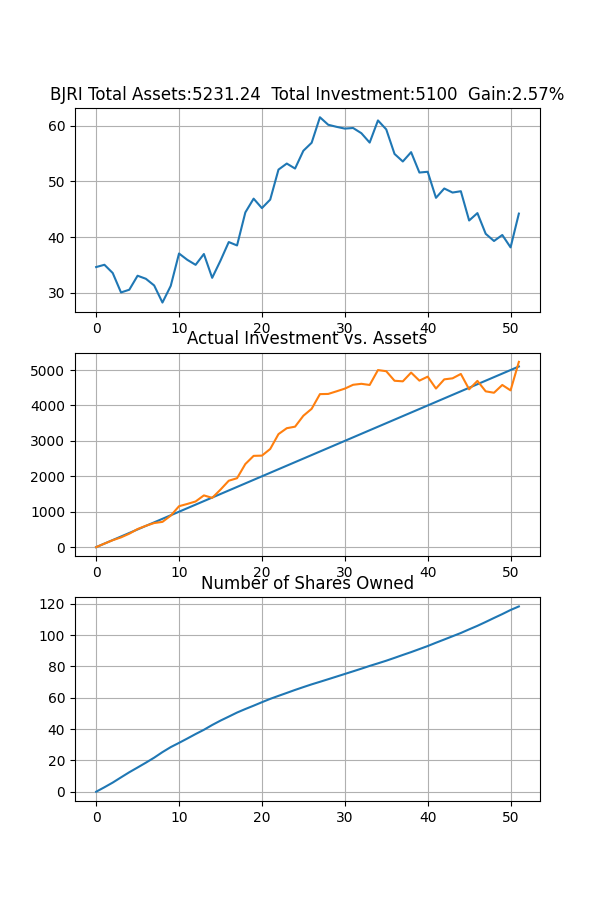 BJRI Total Assets:5231.24  Total Investment:5100  Gain:2.57%
60
50
40
30
0 10 20 30 40 50
Actual Investment vs. Assets
5000
4000
3000
2000
1000
0
0 10 20 30 40 50
Number of Shares Owned
120
100
80
60
40
20
0
0 10 20 30 40 50